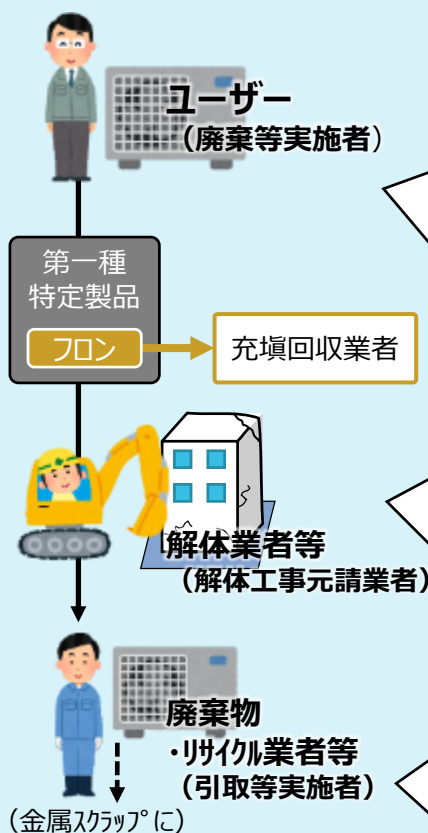 ユーザー
（廃棄等実施者）
第一種
特定製品
フロン
充塡回収業者
解体業者等
（解体工事元請業者）
廃棄物
・ﾘｻｲｸﾙ業者等
（引取等実施者）
(金属ｽｸﾗｯﾌﾟに)